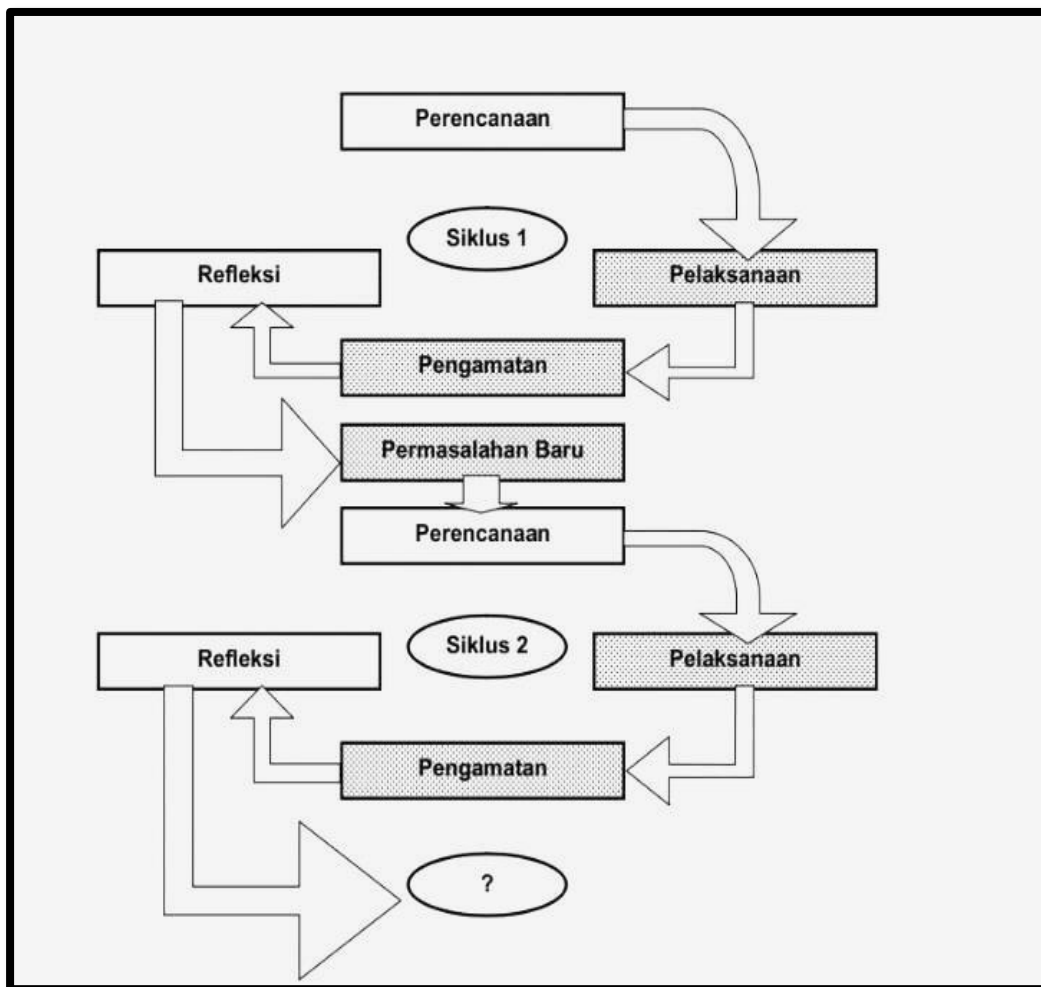 Perencanaan
Siklus 1
Refleksi
Pelaksanaan
Pengamatan
Permasalahan Baru
Perencanaan
Siklus 2
Refleksi
Pelaksanaan
Pengamatan
?